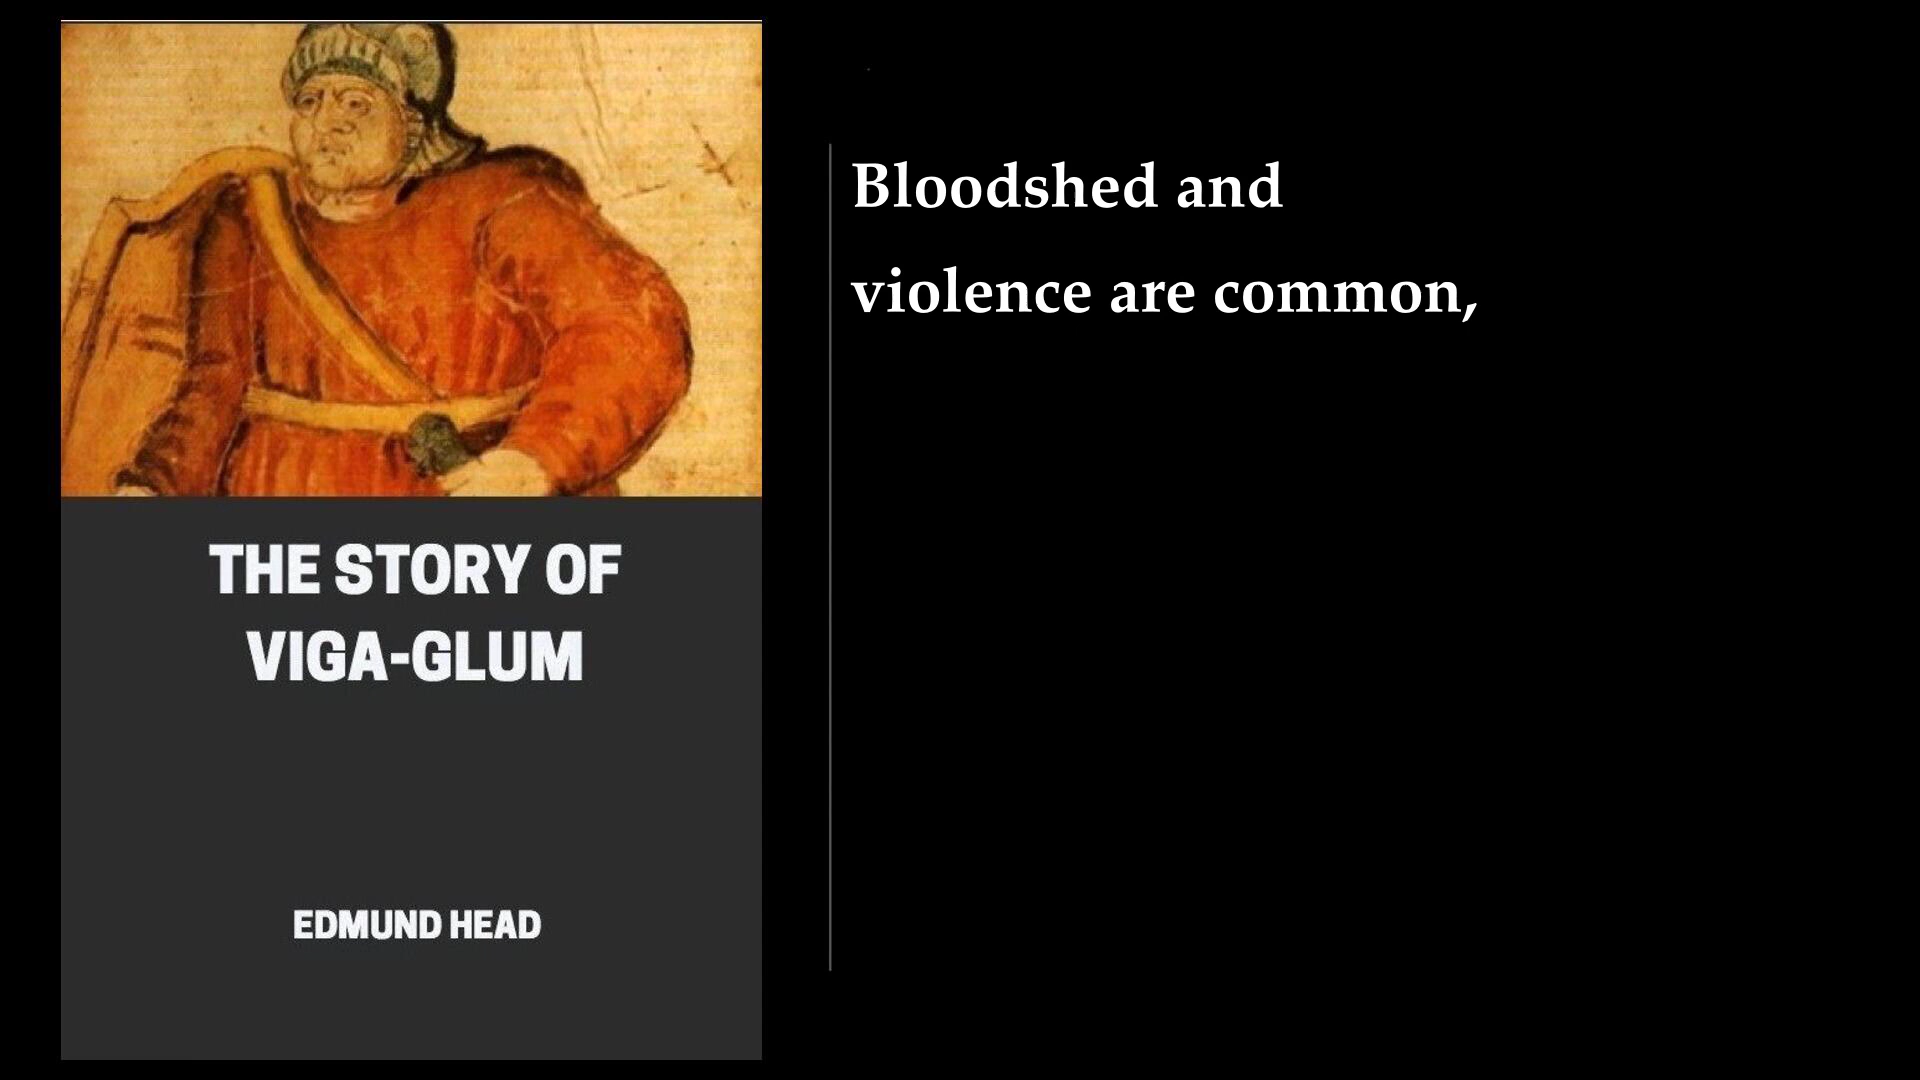 THE STORY OF
VIGA-GLUM
EDMUND HEAD
Bloodshed and
violence are common,